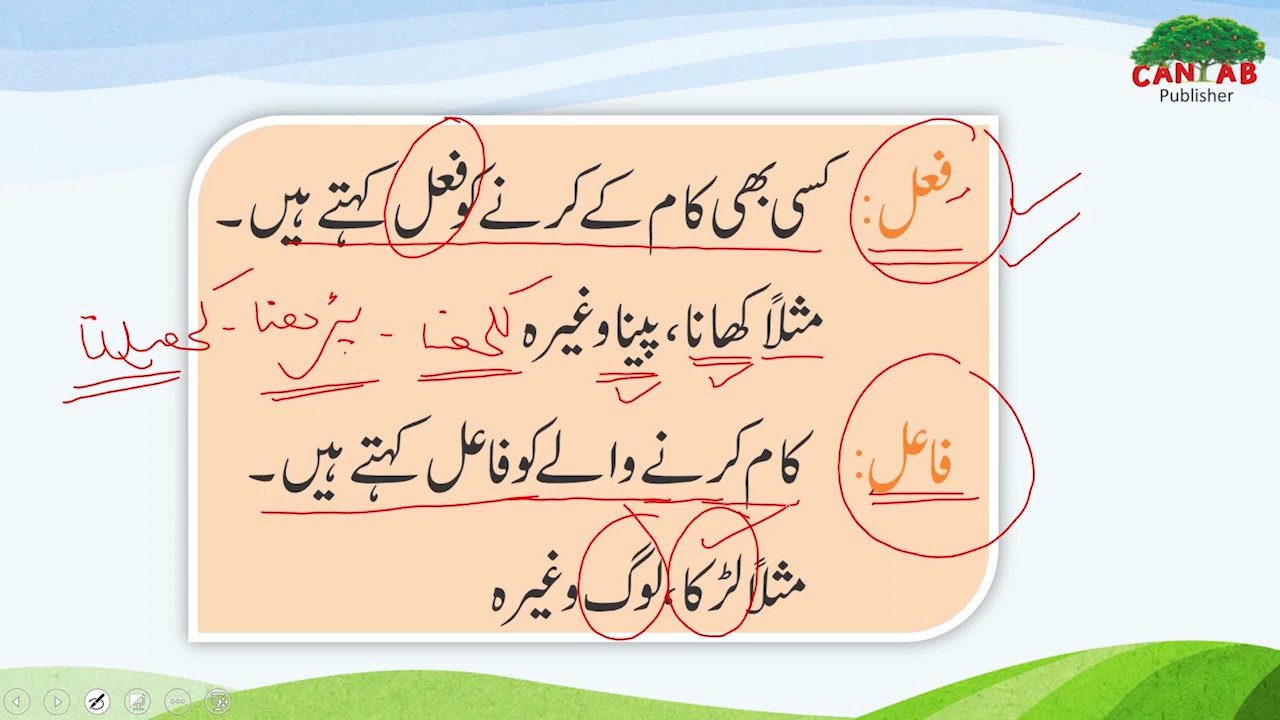 CANTAB
Publisher
فِعل: کسی بھی کام کے کرنے کو فعل کہتے ہیں۔
مثلاً کھانا، پینا وغیرہ لکھنا - پڑھنا - کھیلنا
فاعل: کام کرنے والے کو فاعل کہتے ہیں۔
مثلاً لڑکا، لوگ وغیرہ